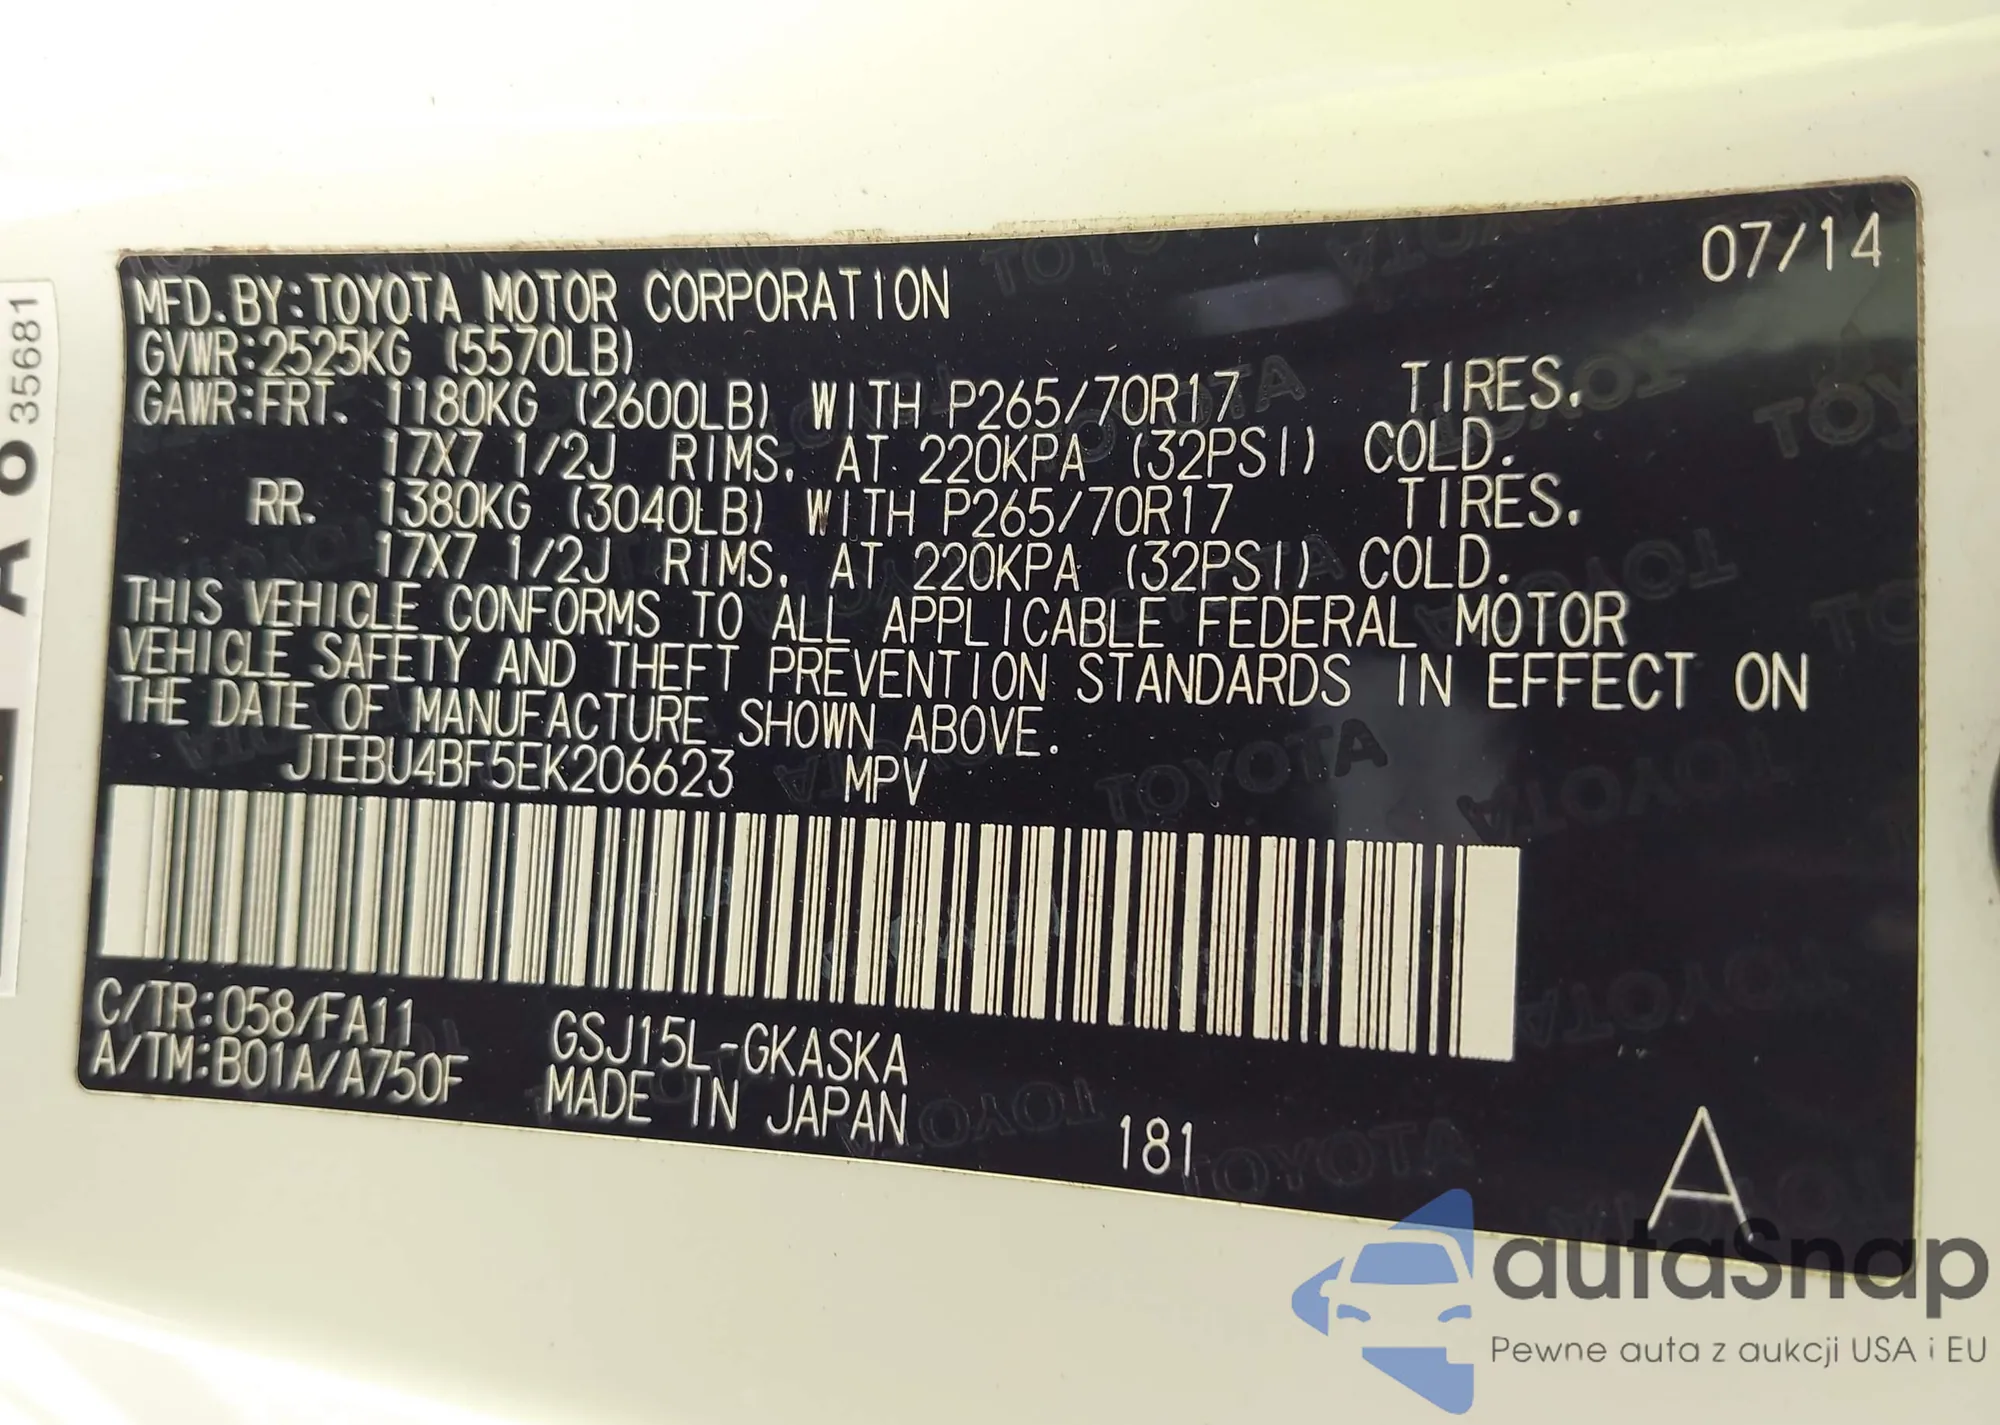 07/14
MFD.BY:TOYOTA MOTOR CORPORATION
GVWR:2525KG (5570LB)
GAWR:FRT. 1180KG (2600LB) WITH P265/70R17 TIRES.
17X7 1/2J RIMS. AT 220KPA (32PSI) COLD.
RR. 1380KG (3040LB) WITH P265/70R17 TIRES.
17X7 1/2J RIMS. AT 220KPA (32PSI) COLD.
THIS VEHICLE CONFORMS TO ALL APPLICABLE FEDERAL MOTOR
VEHICLE SAFETY AND THEFT PREVENTION STANDARDS IN EFFECT ON
THE DATE OF MANUFACTURE SHOWN ABOVE.
JTEBU4BF5EK206623 MPV
C/TR:058/FA11
A/TM:B01A/A750F
GSJ15L-GKASKA
MADE IN JAPAN
181
A
35681
autaSnap
Pewne auta z aukcji USA i EU